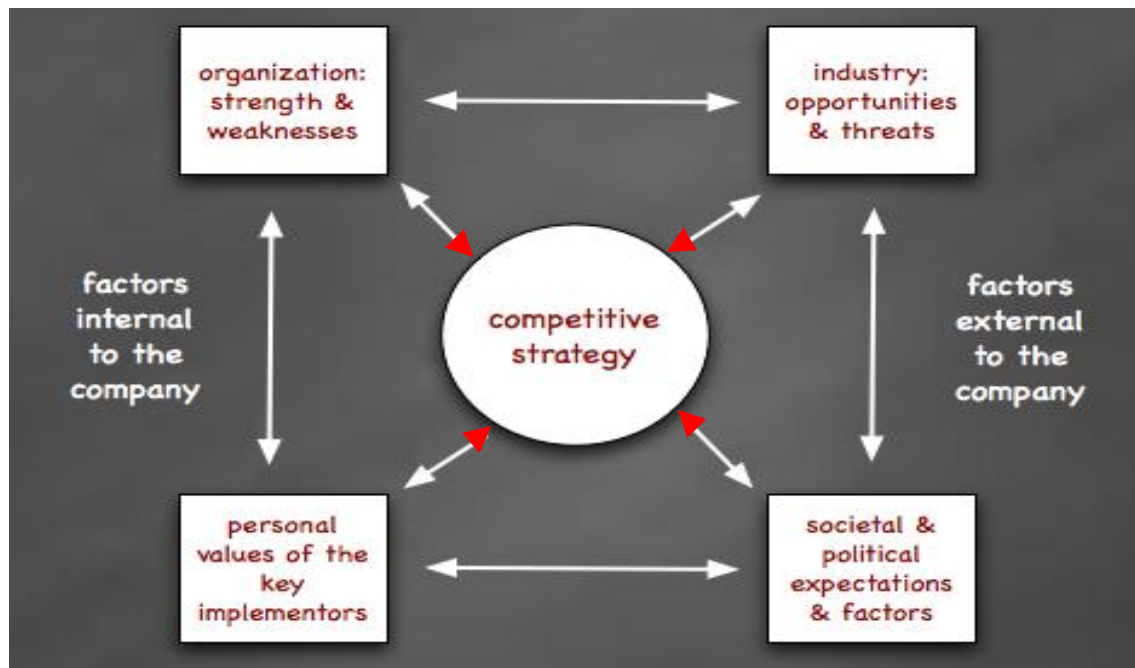 organization:
strength &
weaknesses
industry:
opportunities
& threats
factors
internal
to the
company
competitive
strategy
factors
external
to the
company
personal
values of the
key
implementors
societal &
political
expectations
& factors